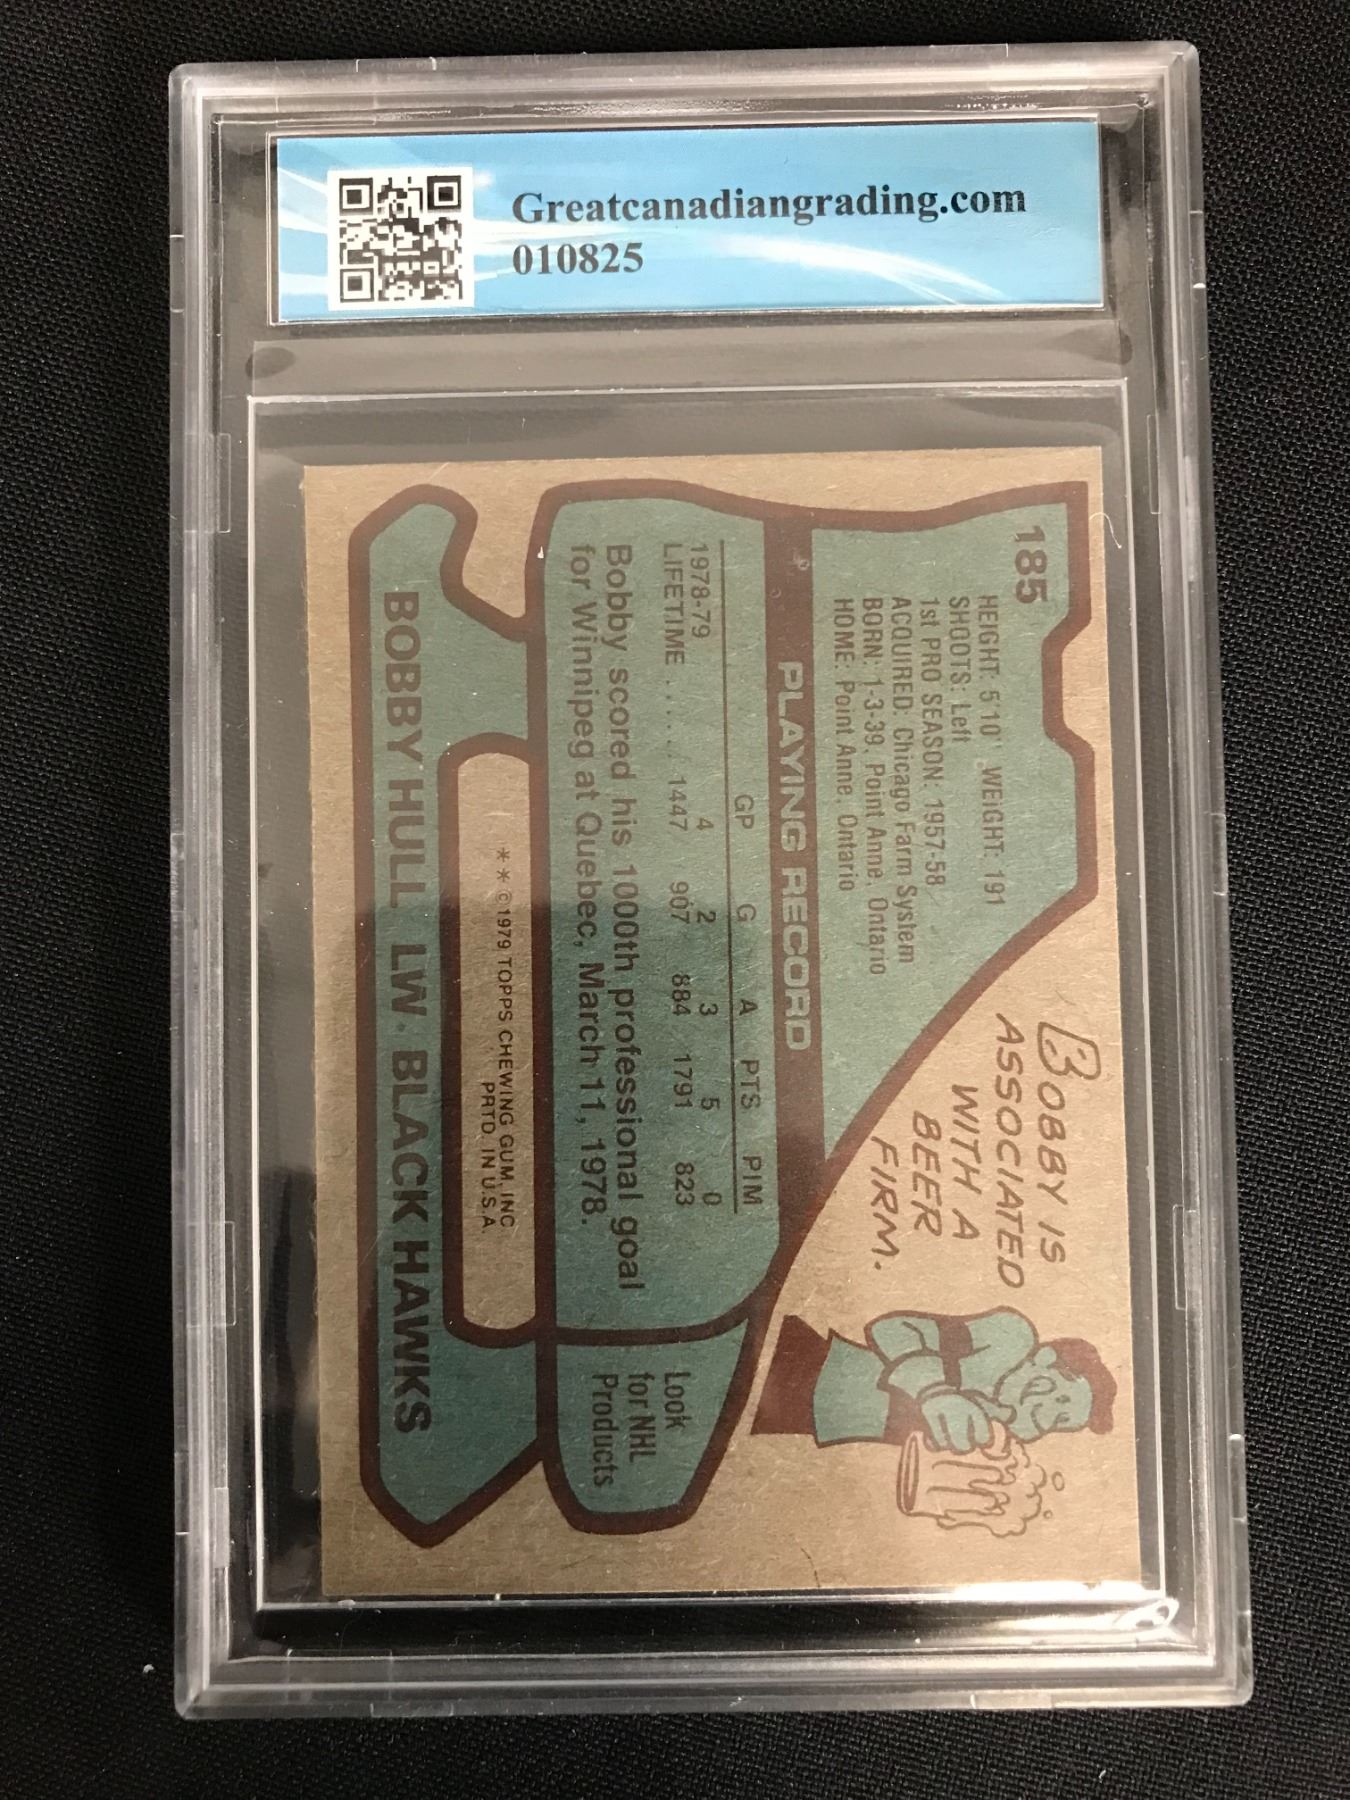 Greatcanadiangrading.com
010825
185
HEIGHT: 5'10" WEIGHT: 191
SHOOTS: Left
1st PRO SEASON: 1957-58
ACQUIRED: Chicago Farm System
BORN: 1-3-39, Point Anne, Ontario
HOME: Point Anne, Ontario
BOBBY IS
ASSOCIATED
WITH A
BEER
FIRM.
PLAYING RECORD
GP G A PTS PIM
1978-79 4 2 3 5 0
LIFETIME .... 1447 907 884 1791 823
Bobby scored his 1000th professional goal
for Winnipeg at Quebec, March 11, 1978.
Look
for NHL
Products
* * © 1979 TOPPS CHEWING GUM, INC.
PRTD. IN U.S.A.
BOBBY HULL LW • BLACK HAWKS